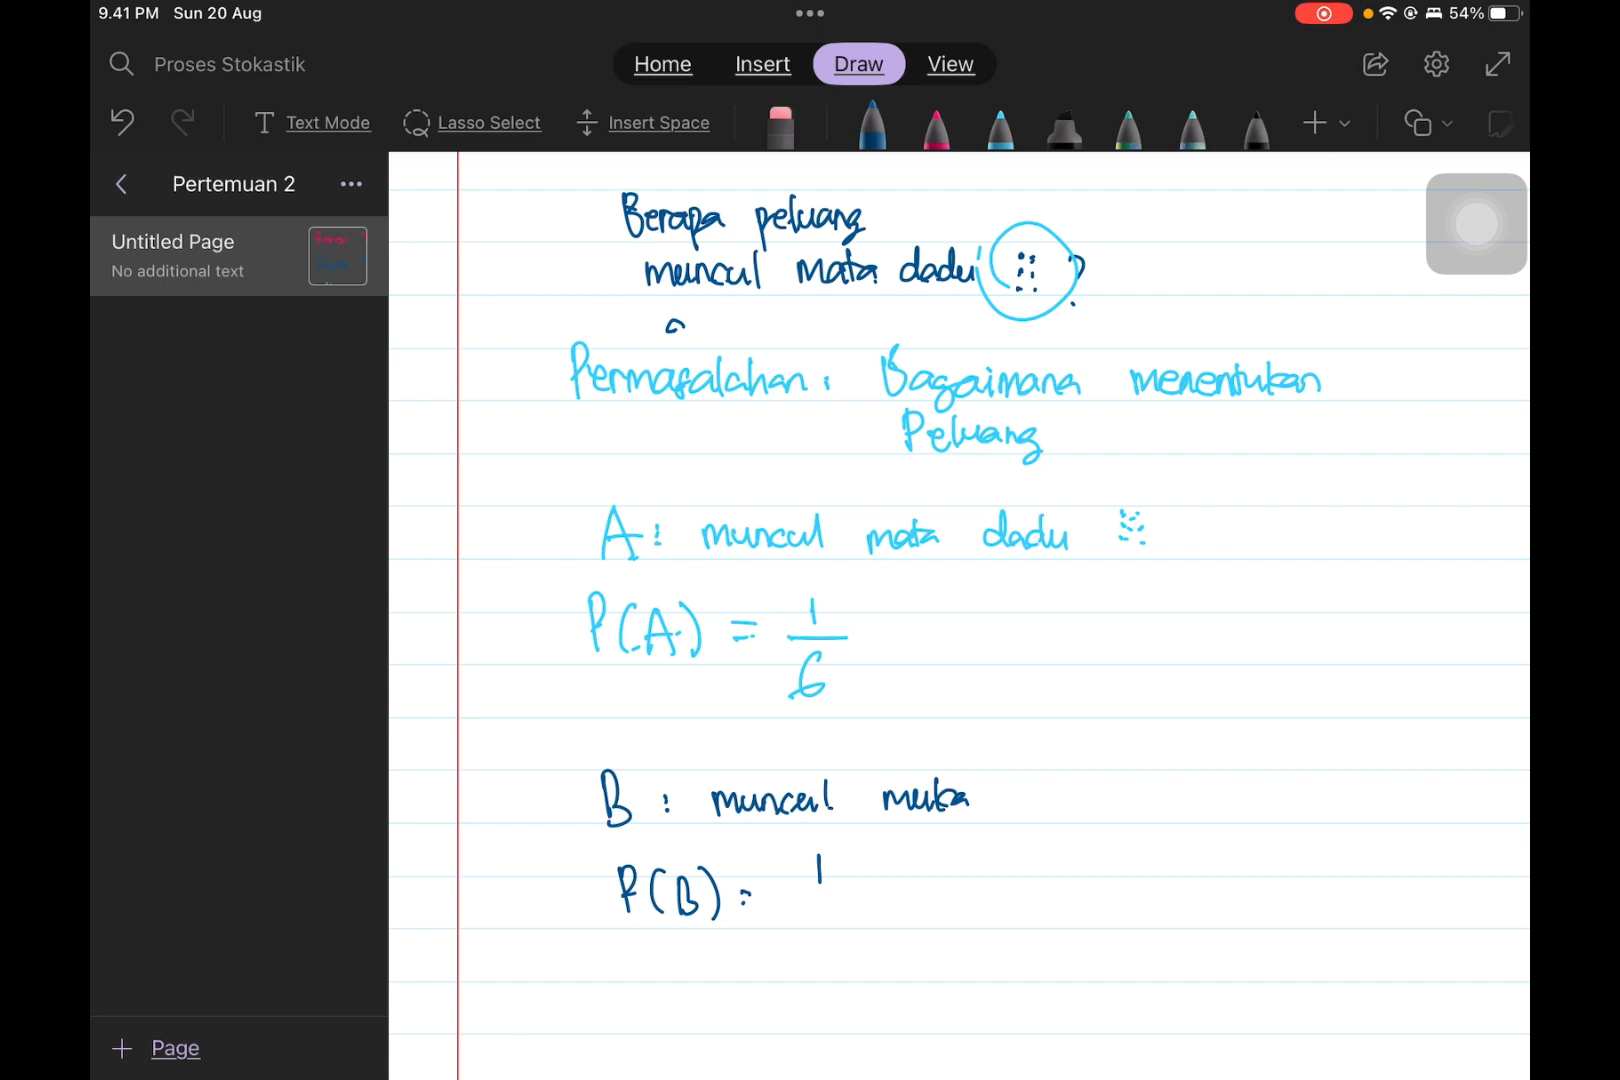 9.41 PM Sun 20 Aug
54%
Proses Stokastik
Home Insert Draw View
Text Mode Lasso Select Insert Space
Pertemuan 2
Untitled Page
No additional text
Page
Berapa peluang
muncul mata dadu ?
Permasalahan : Bagaimana menentukan
Peluang
A : muncul mata dadu
P(A) = 1/6
B : muncul muka
P(B) = 1